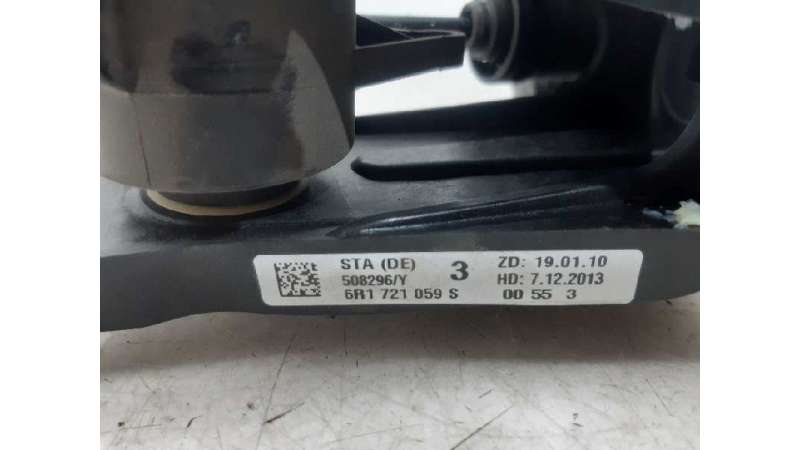 STA (DE) 3 ZD: 19.01.10
508296/Y HD: 7.12.2013
6R1 721 059 S 00 55 3